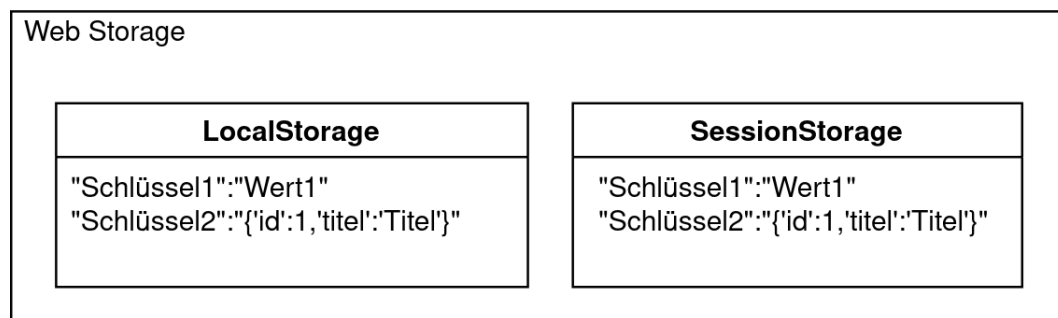 Web Storage
LocalStorage
"Schlüssel1":"Wert1"
"Schlüssel2":"{'id':1,'titel':'Titel'}"
SessionStorage
"Schlüssel1":"Wert1"
"Schlüssel2":"{'id':1,'titel':'Titel'}"